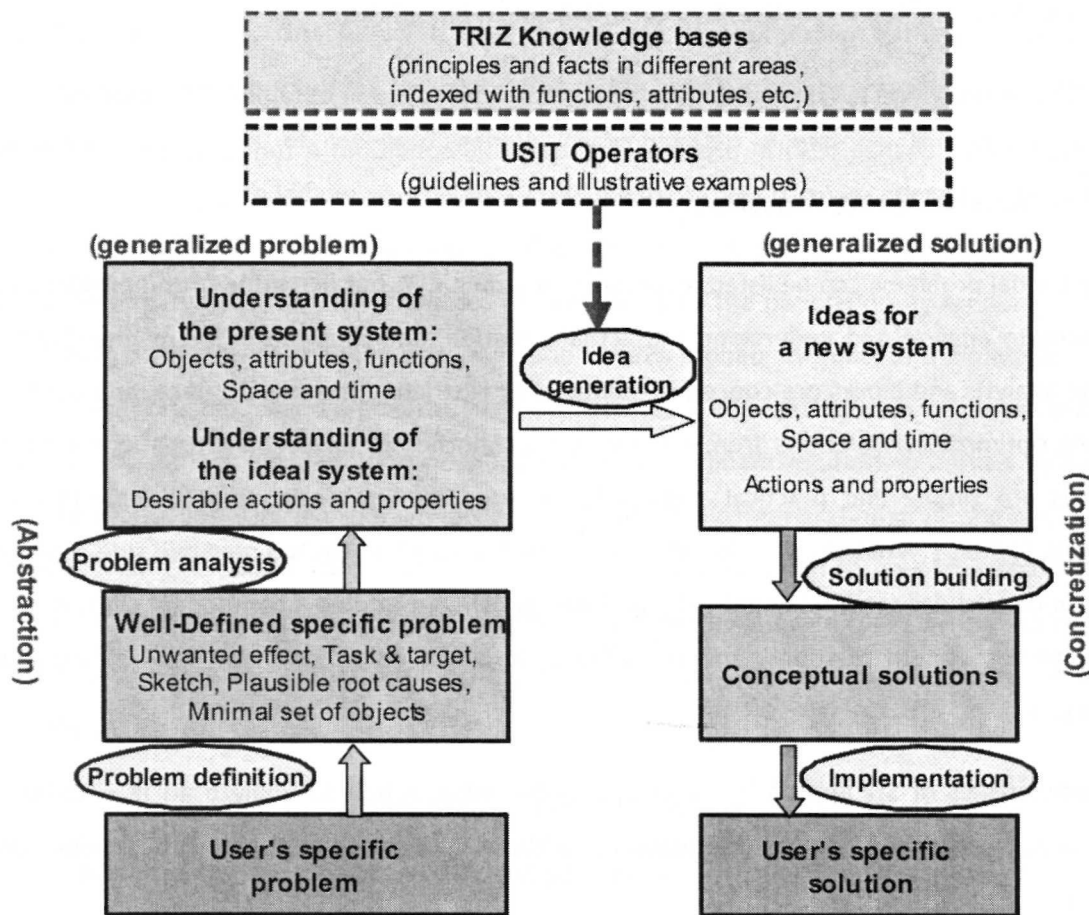 TRIZ Knowledge bases
(principles and facts in different areas,
indexed with functions, attributes, etc.)
USIT Operators
(guidelines and illustrative examples)
(generalized problem)
Understanding of
the present system:
Objects, attributes, functions,
Space and time
Understanding of
the ideal system:
Desirable actions and properties
Idea
generation
(generalized solution)
Ideas for
a new system
Objects, attributes, functions,
Space and time
Actions and properties
(Abstraction)
Problem analysis
Well-Defined specific problem
Unwanted effect, Task & target,
Sketch, Plausible root causes,
Minimal set of objects
Problem definition
User's specific
problem
Solution building
(Concretization)
Conceptual solutions
Implementation
User's specific
solution